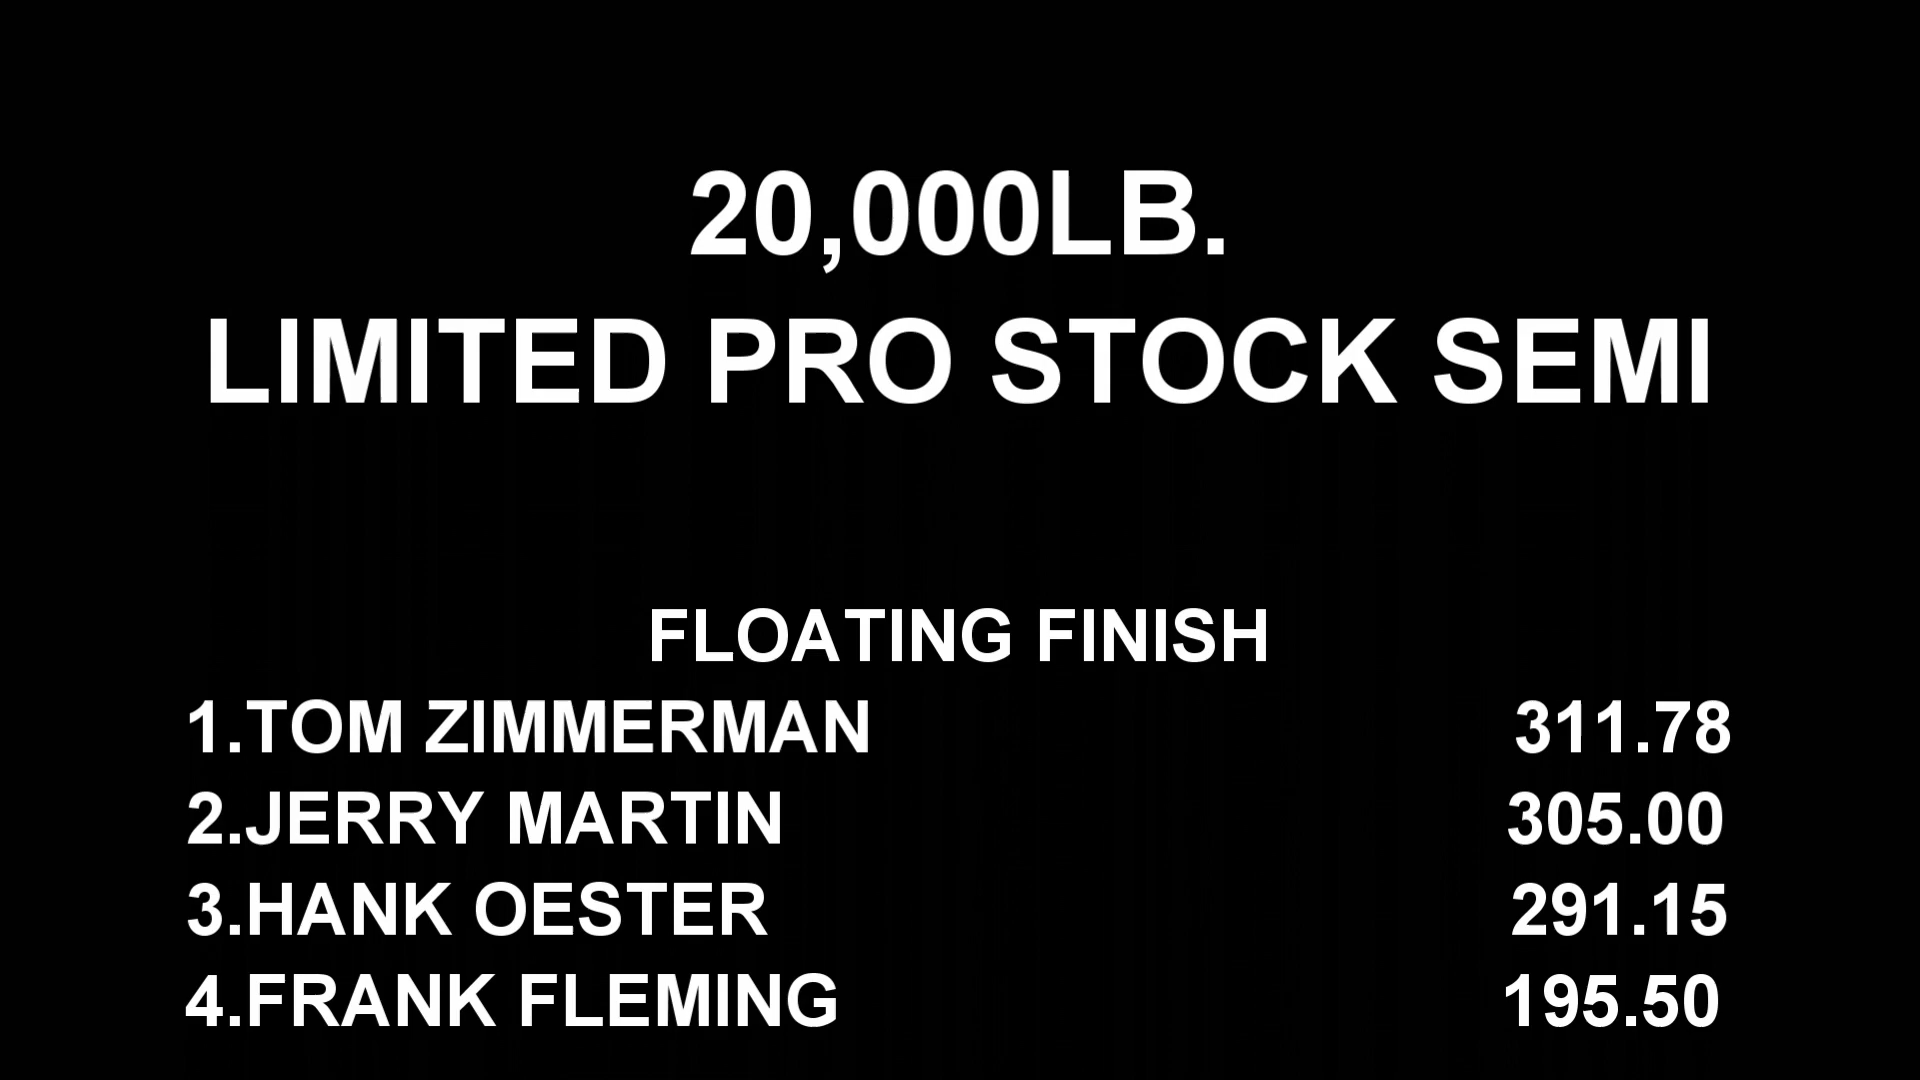 20,000LB.
LIMITED PRO STOCK SEMI
FLOATING FINISH
1.TOM ZIMMERMAN 311.78
2.JERRY MARTIN 305.00
3.HANK OESTER 291.15
4.FRANK FLEMING 195.50